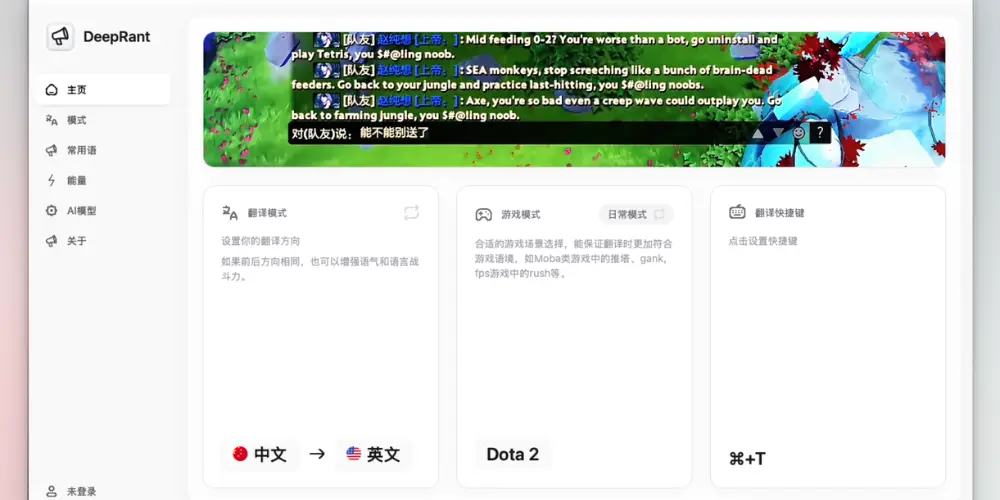 DeepRant
主页
模式
常用语
能量
AI模型
关于
未登录
[队友] 赵纯想 [上帝: ]: Mid feeding 0-2? You're worse than a bot, go uninstall and
play Tetris, you $#@!ing noob.
[队友] 赵纯想 [上帝: ]: SEA monkeys, stop screeching like a bunch of brain-dead
feeders. Go back to your jungle and practice last-hitting, you $#@!ing noobs.
[队友] 赵纯想 [上帝: ]: Axe, you're so bad even a creep wave could outplay you. Go
back to farming jungle, you $#@!ing noob.
对(队友)说: 能不能别送了
?
翻译模式
设置你的翻译方向
如果前后方向相同，也可以增强语气和语言战
斗力。
中文 → 英文
游戏模式
日常模式
合适的游戏场景选择，能保证翻译时更加符合
游戏语境，如Moba类游戏中的推塔、gank,
fps游戏中的rush等。
Dota 2
翻译快捷键
点击设置快捷键
⌘+T